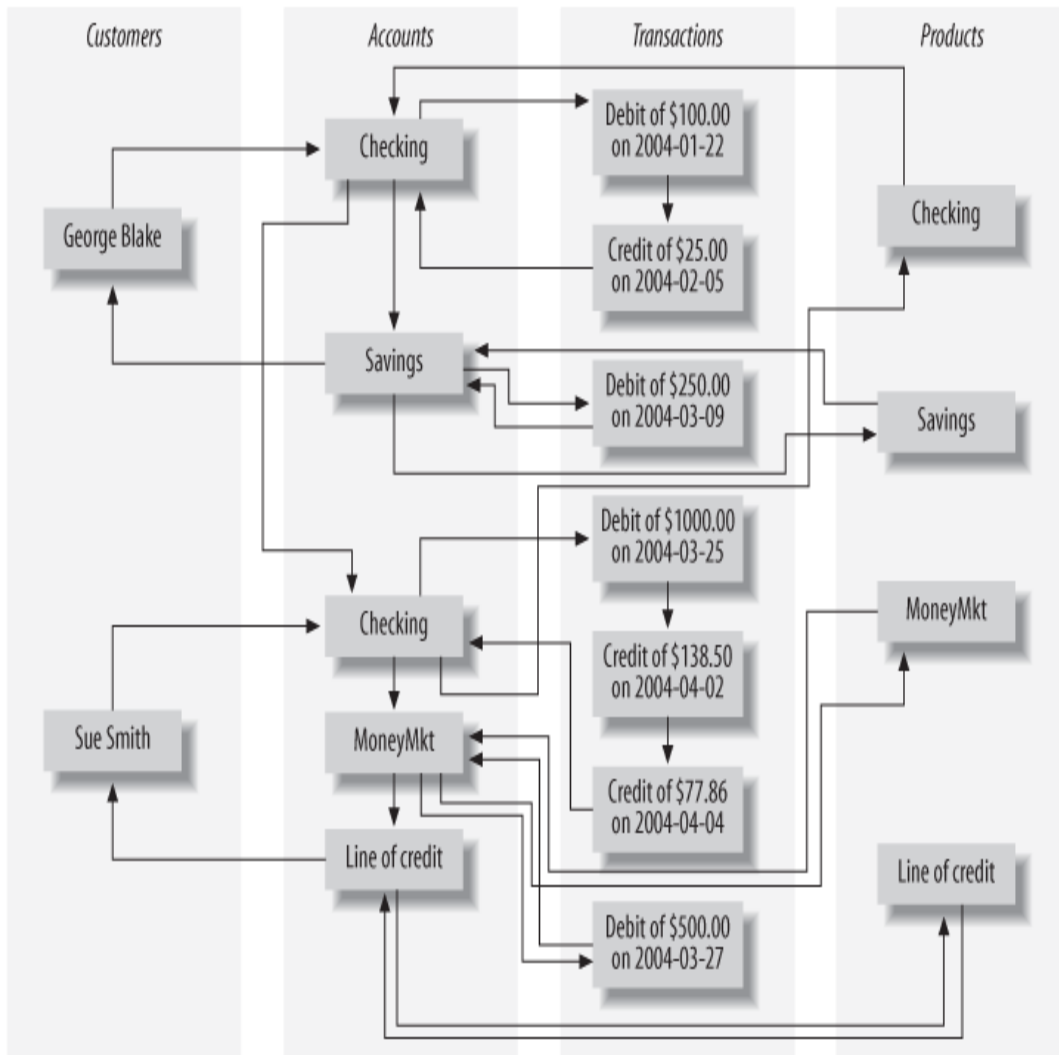 Customers
Accounts
Transactions
Products
George Blake
Sue Smith
Checking
Savings
Checking
MoneyMkt
Line of credit
Debit of $100.00
on 2004-01-22
Credit of $25.00
on 2004-02-05
Debit of $250.00
on 2004-03-09
Debit of $1000.00
on 2004-03-25
Credit of $138.50
on 2004-04-02
Credit of $77.86
on 2004-04-04
Debit of $500.00
on 2004-03-27
Checking
Savings
MoneyMkt
Line of credit